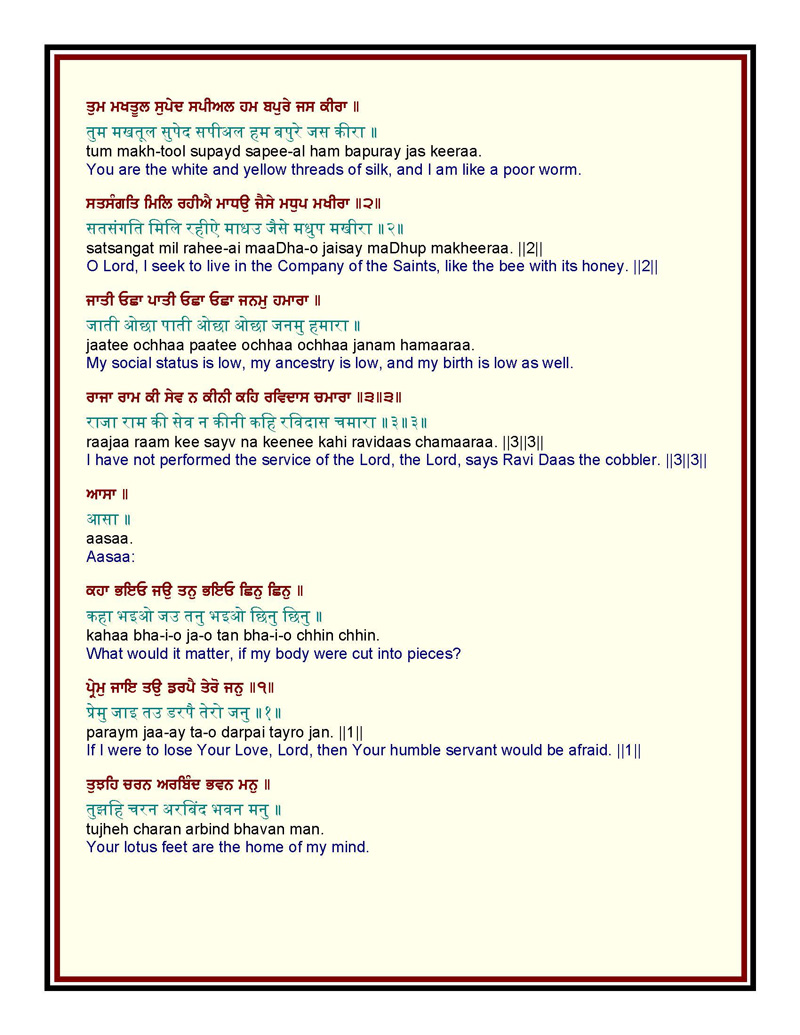 ਤੁਮ ਮਖਤੂਲ ਸੁਪੇਦ ਸਪੀਅਲ ਹਮ ਬਪੁਰੇ ਜਸ ਕੀਰਾ ॥
तुम मखतूल सुपेद सपीअल हम बपुरे जस कीरा ॥
tum makh-tool supayd sapee-al ham bapuray jas keeraa.
You are the white and yellow threads of silk, and I am like a poor worm.
ਸਤਸੰਗਤਿ ਮਿਲਿ ਰਹੀਐ ਮਾਧਉ ਜੈਸੇ ਮਧੁਪ ਮਖੀਰਾ ॥੨॥
सतसंगति मिलि रहीऐ माधउ जैसे मधुप मखीरा ॥२॥
satsangat mil rahee-ai maaDha-o jaisay maDhup makheeraa. ||2||
O Lord, I seek to live in the Company of the Saints, like the bee with its honey. ||2||
ਜਾਤੀ ਓਛਾ ਪਾਤੀ ਓਛਾ ਓਛਾ ਜਨਮੁ ਹਮਾਰਾ ॥
जाती ओछा पाती ओछा ओछा जनमु हमारा ॥
jaatee ochhaa paatee ochhaa ochhaa janam hamaaraa.
My social status is low, my ancestry is low, and my birth is low as well.
ਰਾਜਾ ਰਾਮ ਕੀ ਸੇਵ ਨ ਕੀਨੀ ਕਹਿ ਰਵਿਦਾਸ ਚਮਾਰਾ ॥੩॥੩॥
राजा राम की सेव न कीनी कहि रविदास चमारा ॥३॥३॥
raajaa raam kee sayv na keenee kahi ravidaas chamaaraa. ||3||3||
I have not performed the service of the Lord, the Lord, says Ravi Daas the cobbler. ||3||3||
ਆਸਾ ॥
आसा ॥
aasaa.
Aasaa:
ਕਹਾ ਭਇਓ ਜਉ ਤਨੁ ਭਇਓ ਛਿਨੁ ਛਿਨੁ ॥
कहा भइओ जउ तनु भइओ छिनु छिनु ॥
kahaa bha-i-o ja-o tan bha-i-o chhin chhin.
What would it matter, if my body were cut into pieces?
ਪ੍ਰੇਮੁ ਜਾਇ ਤਉ ਡਰਪੈ ਤੇਰੋ ਜਨੁ ॥੧॥
प्रेमु जाइ तउ डरपै तेरो जनु ॥१॥
paraym jaa-ay ta-o darpai tayro jan. ||1||
If I were to lose Your Love, Lord, then Your humble servant would be afraid. ||1||
ਤੁਝਹਿ ਚਰਨ ਅਰਬਿੰਦ ਭਵਨ ਮਨੁ ॥
तुझहि चरन अरबिंद भवन मनु ॥
tujheh charan arbind bhavan man.
Your lotus feet are the home of my mind.